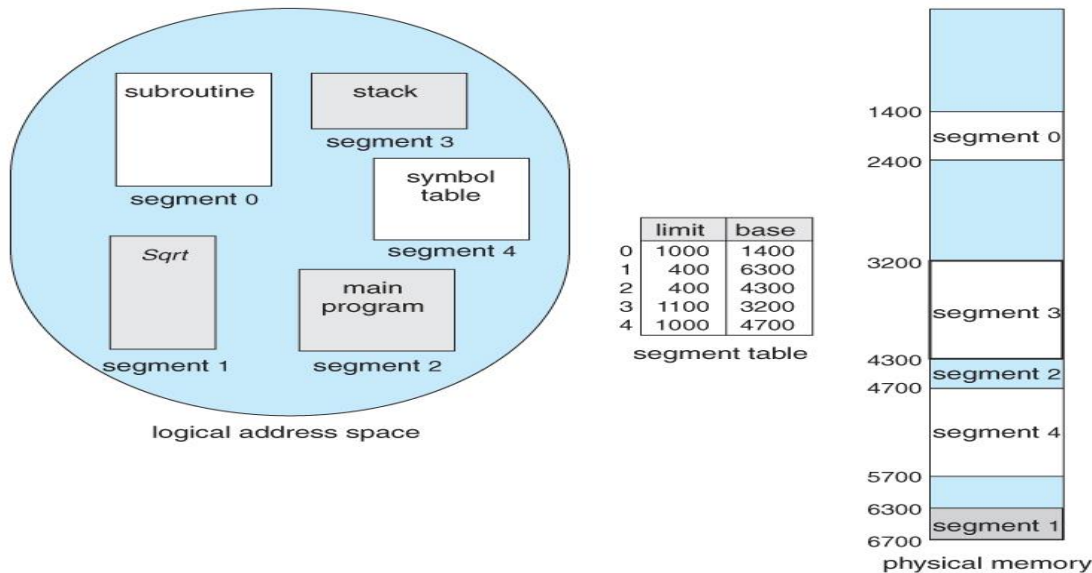 subroutine
segment 0
stack
segment 3
symbol
table
segment 4
Sqrt
segment 1
main
program
segment 2
logical address space
limit base
0 1000 1400
1 400 6300
2 400 4300
3 1100 3200
4 1000 4700
segment table
1400
segment 0
2400
3200
segment 3
4300
segment 2
4700
segment 4
5700
6300
segment 1
6700
physical memory